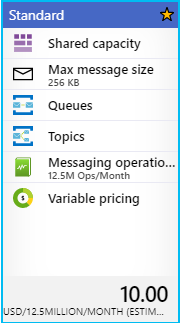 Standard
Shared capacity
Max message size
256 KB
Queues
Topics
Messaging operatio...
12.5M Ops/Month
Variable pricing
10.00
USD/12.5MILLION/MONTH (ESTIM...